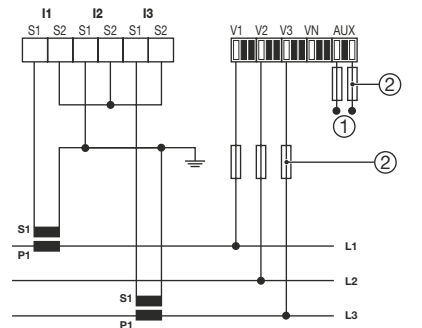 I1 I2 I3
S1 S2 S1 S2 S1 S2 V1 V2 V3 VN AUX
2
1
2
S1
P1 L1
L2
S1
P1 L3